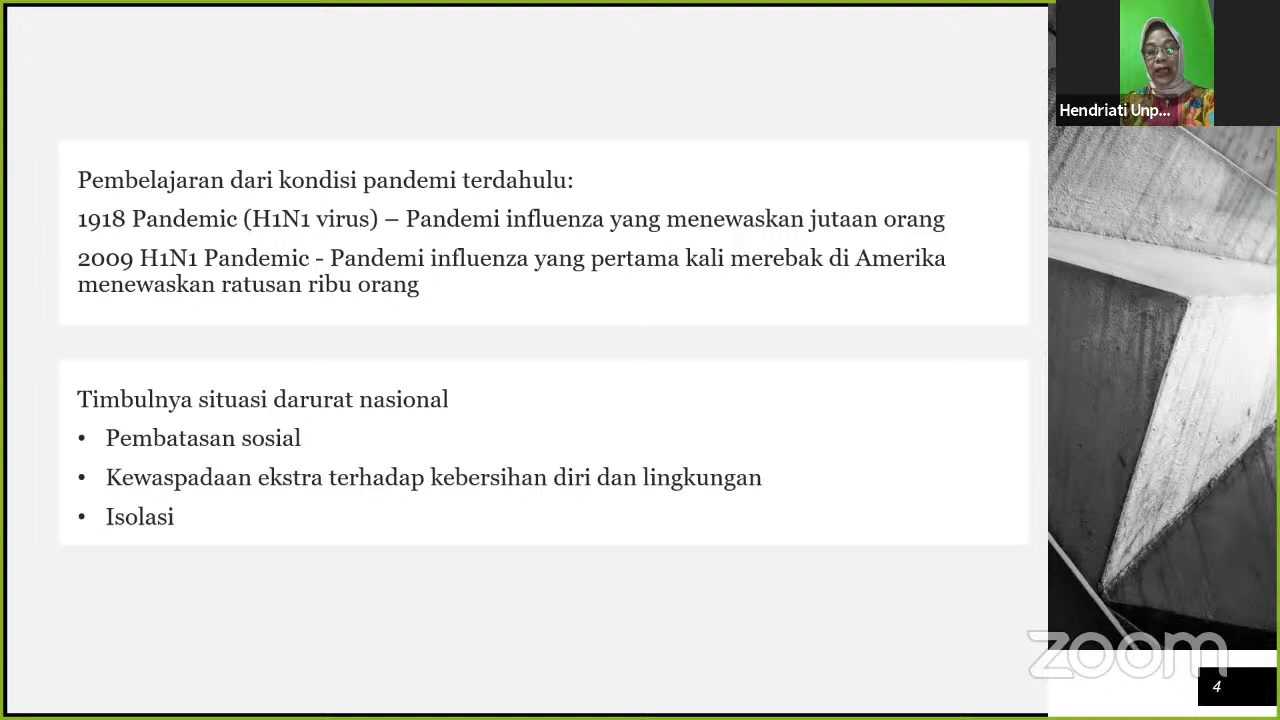 Hendriati Unp...
Pembelajaran dari kondisi pandemi terdahulu:
1918 Pandemic (H1N1 virus) – Pandemi influenza yang menewaskan jutaan orang
2009 H1N1 Pandemic - Pandemi influenza yang pertama kali merebak di Amerika
menewaskan ratusan ribu orang
Timbulnya situasi darurat nasional
• Pembatasan sosial
• Kewaspadaan ekstra terhadap kebersihan diri dan lingkungan
• Isolasi
zoom
4